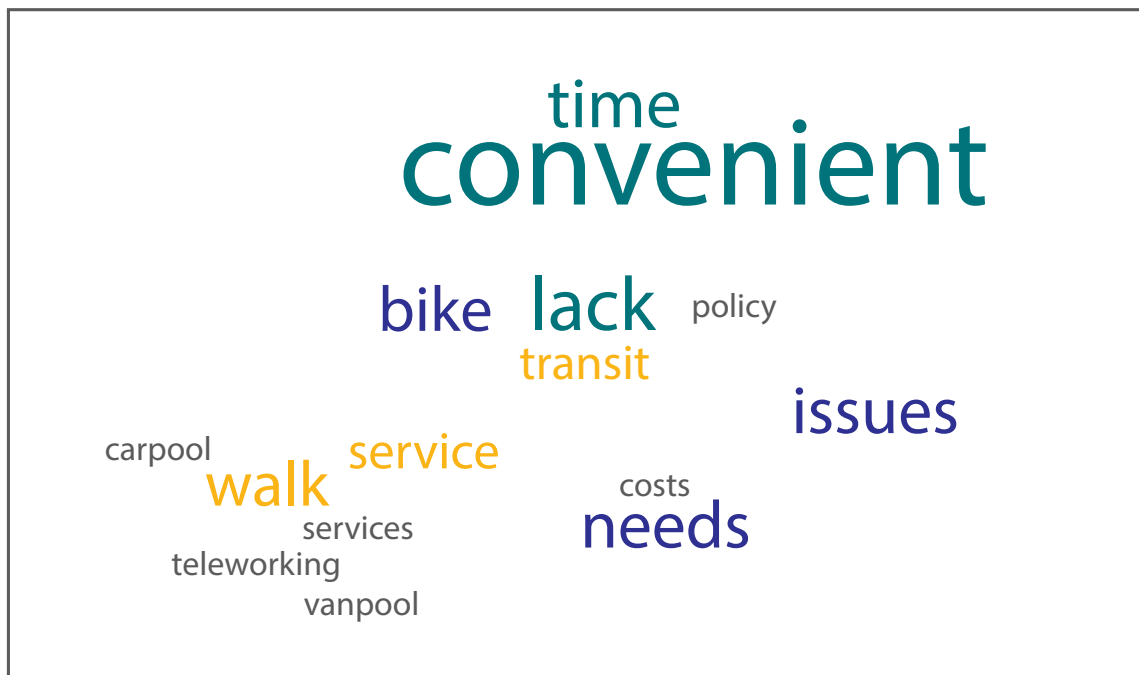 time
convenient
bike lack policy
transit
issues
carpool service
walk
costs
services needs
teleworking
vanpool